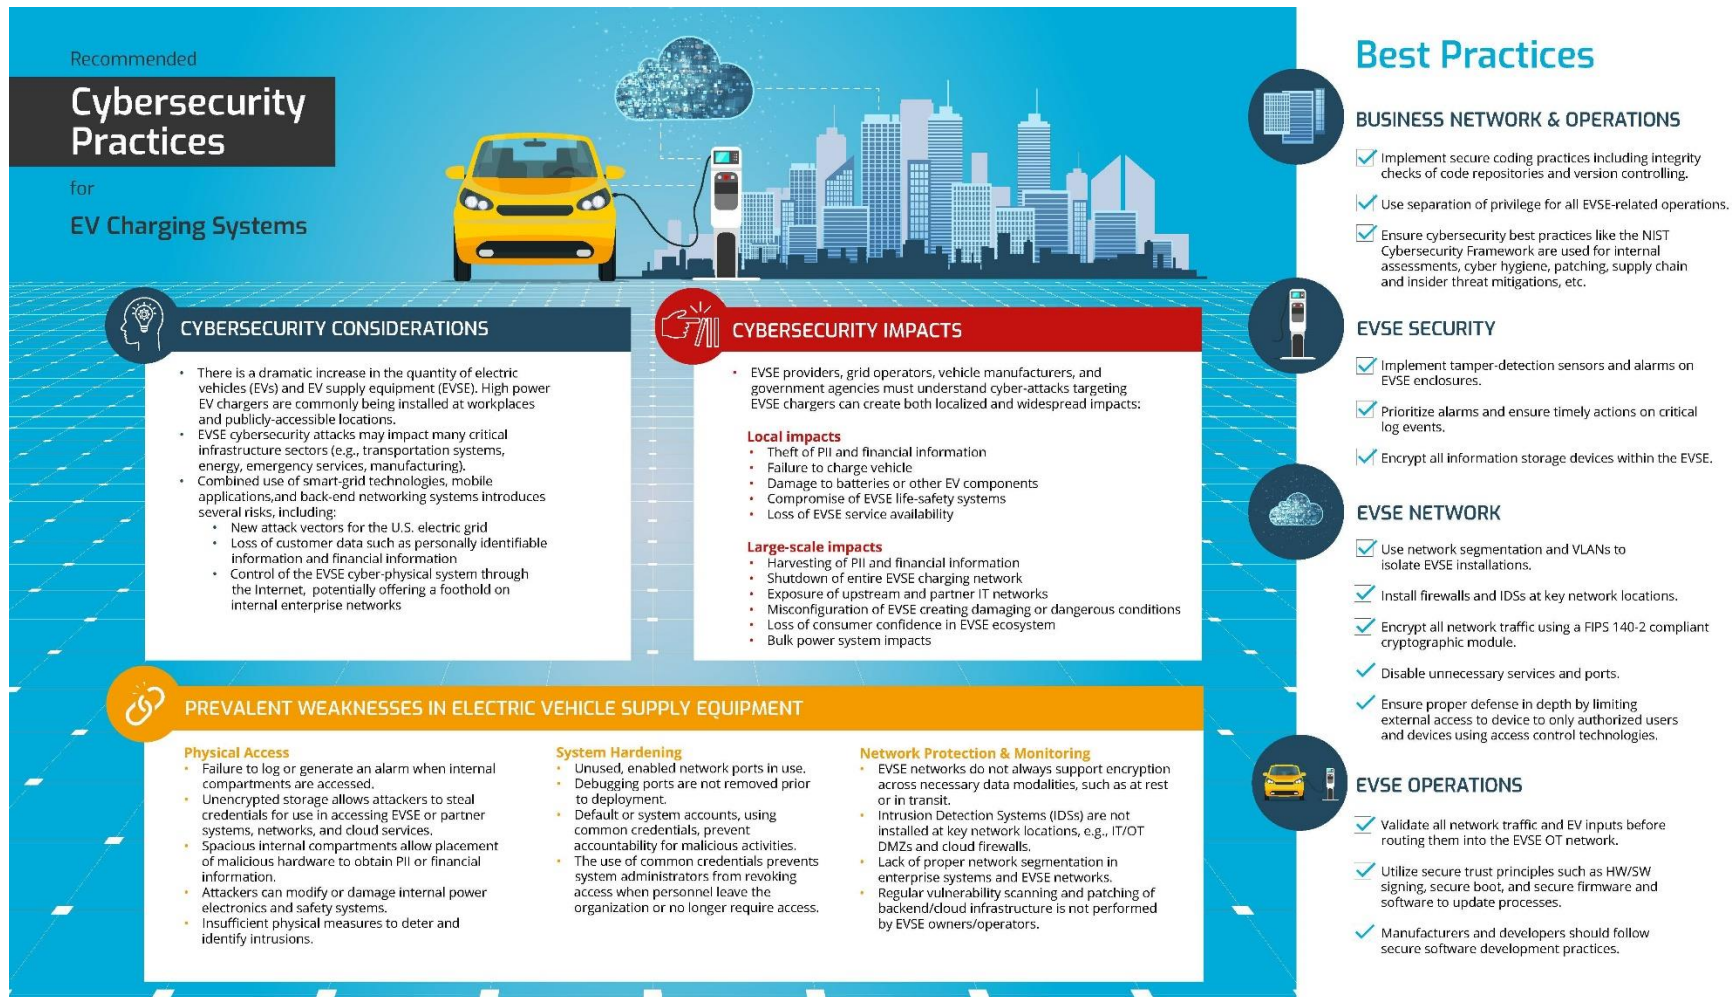 Recommended
Cybersecurity
Practices
for
EV Charging Systems
CYBERSECURITY CONSIDERATIONS
• There is a dramatic increase in the quantity of electric
vehicles (EVs) and EV supply equipment (EVSE). High power
EV chargers are commonly being installed at workplaces
and publicly-accessible locations.
• EVSE cybersecurity attacks may impact many critical
infrastructure sectors (e.g., transportation systems,
energy, emergency services, manufacturing).
• Combined use of smart-grid technologies, mobile
applications,and back-end networking systems introduces
several risks, including:
• New attack vectors for the U.S. electric grid
• Loss of customer data such as personally identifiable
information and financial information
• Control of the EVSE cyber-physical system through
the Internet, potentially offering a foothold on
internal enterprise networks
CYBERSECURITY IMPACTS
• EVSE providers, grid operators, vehicle manufacturers, and
government agencies must understand cyber-attacks targeting
EVSE chargers can create both localized and widespread impacts:
Local impacts
• Theft of PII and financial information
• Failure to charge vehicle
• Damage to batteries or other EV components
• Compromise of EVSE life-safety systems
• Loss of EVSE service availability
Large-scale impacts
• Harvesting of PII and financial information
• Shutdown of entire EVSE charging network
• Exposure of upstream and partner IT networks
• Misconfiguration of EVSE creating damaging or dangerous conditions
• Loss of consumer confidence in EVSE ecosystem
• Bulk power system impacts
PREVALENT WEAKNESSES IN ELECTRIC VEHICLE SUPPLY EQUIPMENT
Physical Access
• Failure to log or generate an alarm when internal
compartments are accessed.
• Unencrypted storage allows attackers to steal
credentials for use in accessing EVSE or partner
systems, networks, and cloud services.
• Spacious internal compartments allow placement
of malicious hardware to obtain PII or financial
information.
• Attackers can modify or damage internal power
electronics and safety systems.
• Insufficient physical measures to deter and
identify intrusions.
System Hardening
• Unused, enabled network ports in use.
• Debugging ports are not removed prior
to deployment.
• Default or system accounts, using
common credentials, prevent
accountability for malicious activities.
• The use of common credentials prevents
system administrators from revoking
access when personnel leave the
organization or no longer require access.
Network Protection & Monitoring
• EVSE networks do not always support encryption
across necessary data modalities, such as at rest
or in transit.
• Intrusion Detection Systems (IDSs) are not
installed at key network locations, e.g., IT/OT
DMZs and cloud firewalls.
• Lack of proper network segmentation in
enterprise systems and EVSE networks.
• Regular vulnerability scanning and patching of
backend/cloud infrastructure is not performed
by EVSE owners/operators.
Best Practices
BUSINESS NETWORK & OPERATIONS
Implement secure coding practices including integrity
checks of code repositories and version controlling.
Use separation of privilege for all EVSE-related operations.
Ensure cybersecurity best practices like the NIST
Cybersecurity Framework are used for internal
assessments, cyber hygiene, patching, supply chain
and insider threat mitigations, etc.
EVSE SECURITY
Implement tamper-detection sensors and alarms on
EVSE enclosures.
Prioritize alarms and ensure timely actions on critical
log events.
Encrypt all information storage devices within the EVSE.
EVSE NETWORK
Use network segmentation and VLANs to
isolate EVSE installations.
Install firewalls and IDSs at key network locations.
Encrypt all network traffic using a FIPS 140-2 compliant
cryptographic module.
Disable unnecessary services and ports.
Ensure proper defense in depth by limiting
external access to device to only authorized users
and devices using access control technologies.
EVSE OPERATIONS
Validate all network traffic and EV inputs before
routing them into the EVSE OT network.
Utilize secure trust principles such as HW/SW
signing, secure boot, and secure firmware and
software to update processes.
Manufacturers and developers should follow
secure software development practices.